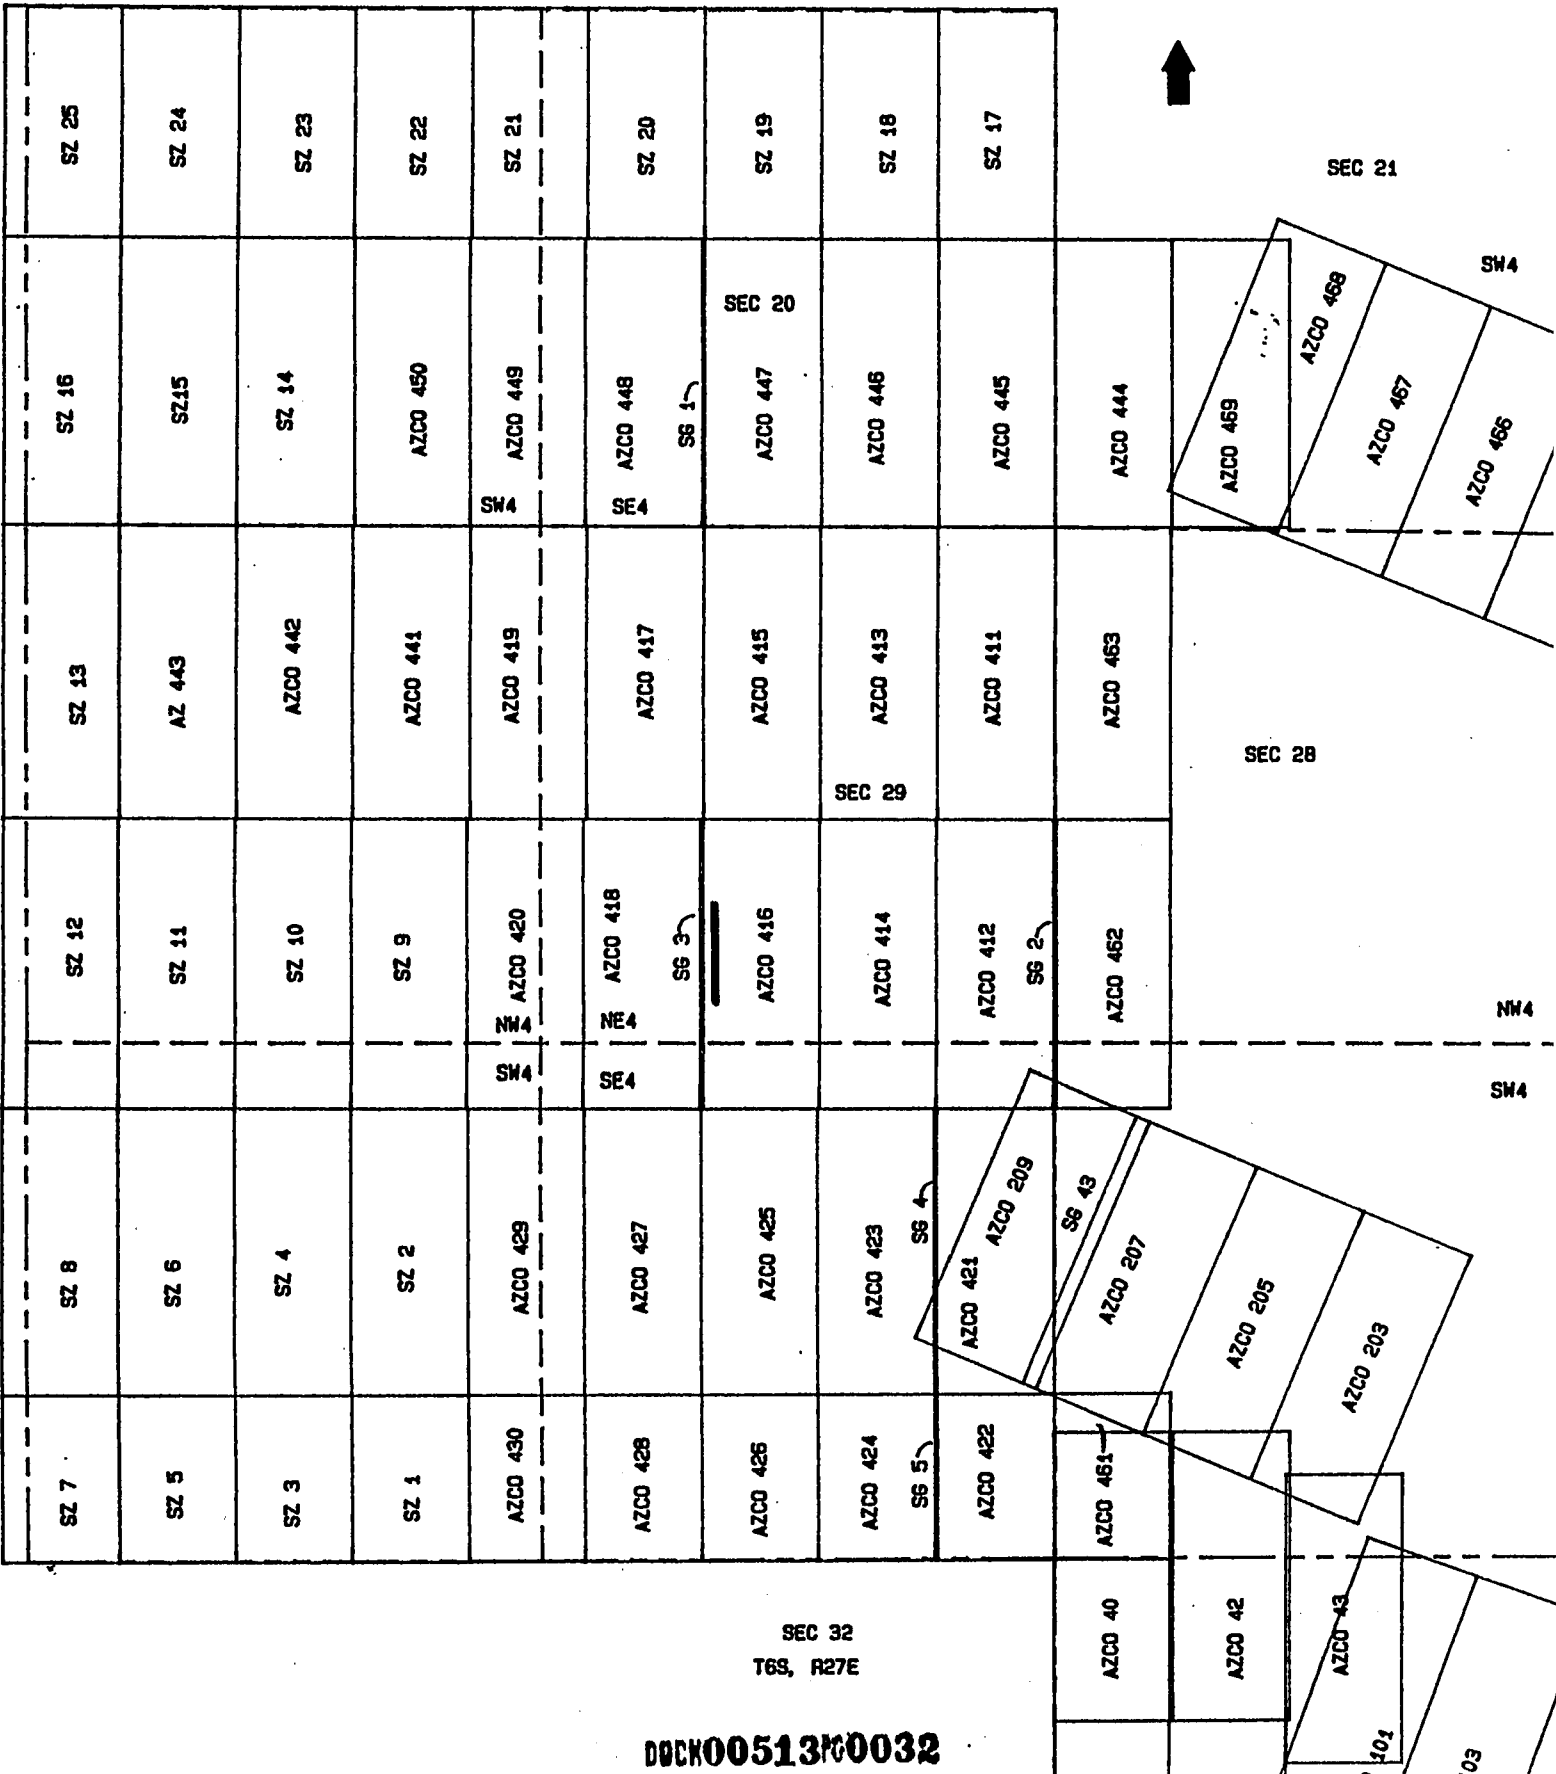 SZ 25
SZ 24
SZ 23
SZ 22
SZ 21
SZ 20
SZ 19
SZ 18
SZ 17
SEC 21
SW4
SEC 20
SZ 16
SZ15
SZ 14
AZCO 450
AZCO 449
AZCO 448
SG 1
AZCO 447
AZCO 446
AZCO 445
AZCO 444
AZCO 469
AZCO 468
AZCO 467
AZCO 466
SW4
SE4
SZ 13
AZ 443
AZCO 442
AZCO 441
AZCO 419
AZCO 417
AZCO 415
AZCO 413
AZCO 411
AZCO 463
SEC 28
SEC 29
SZ 12
SZ 11
SZ 10
SZ 9
AZCO 420
AZCO 418
SG 3
AZCO 416
AZCO 414
AZCO 412
SG 2
AZCO 462
NW4
NE4
NW4
SW4
SE4
SW4
SZ 8
SZ 6
SZ 4
SZ 2
AZCO 429
AZCO 427
AZCO 425
AZCO 423
SG 4
AZCO 421
AZCO 209
SG 43
AZCO 207
AZCO 205
AZCO 203
SZ 7
SZ 5
SZ 3
SZ 1
AZCO 430
AZCO 428
AZCO 426
AZCO 424
SG 5
AZCO 422
AZCO 461
AZCO 40
AZCO 42
AZCO 43
SEC 32
T6S, R27E
101
03
DOCK00513PG0032